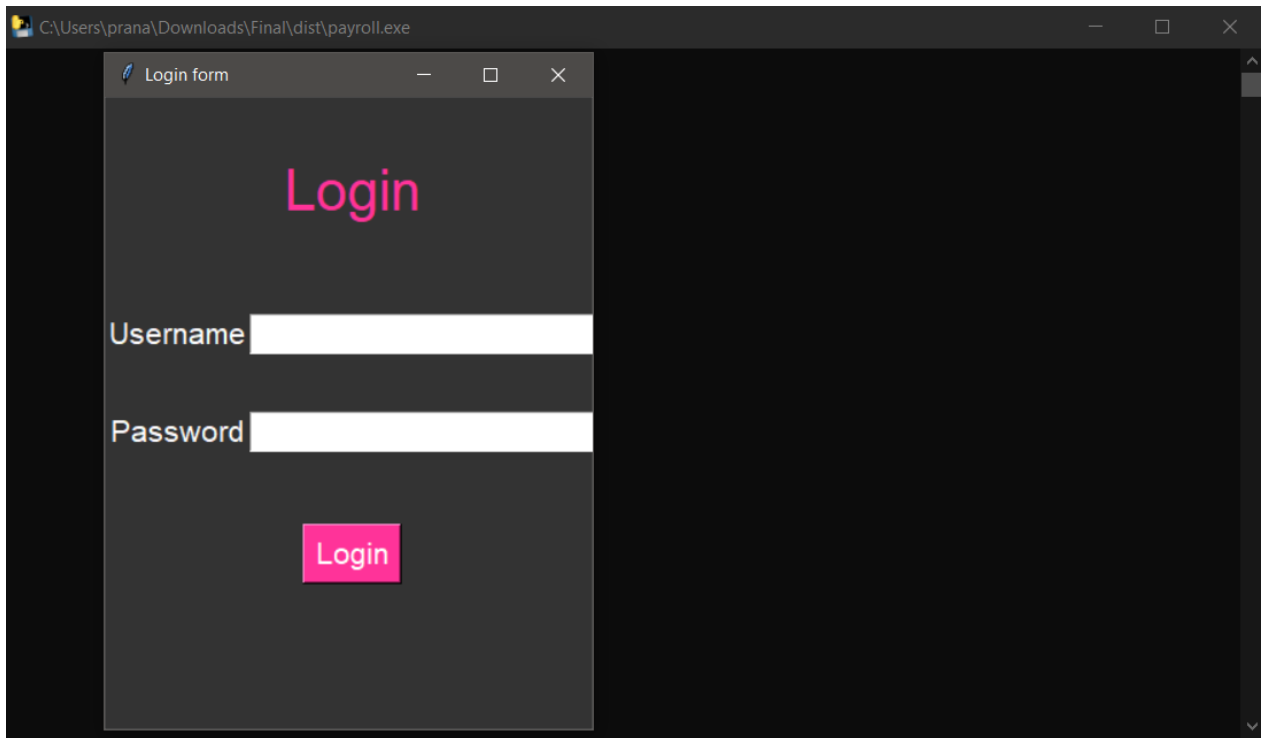 C:\Users\prana\Downloads\Final\dist\payroll.exe
Login form
Login
Username
Password
Login